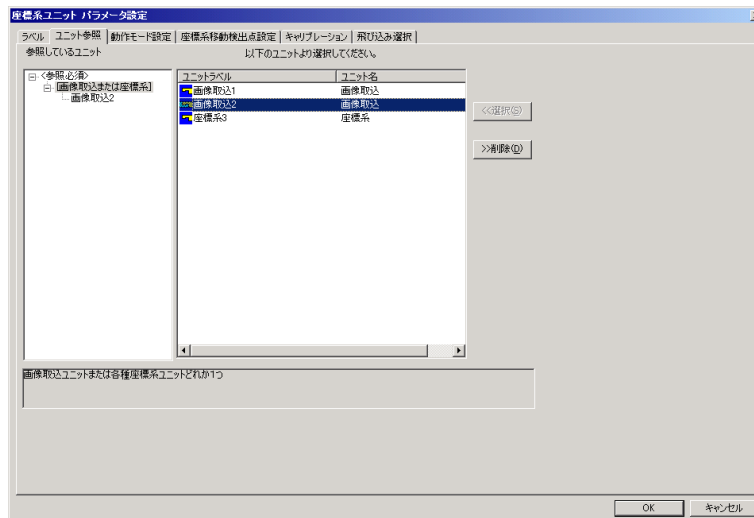 座標系ユニット パラメータ設定
ラベル ユニット参照 動作モード設定 座標系移動検出点設定 キャリブレーション 飛び込み選択
参照しているユニット 以下のユニットより選択してください。
<参照必須>
[画像取込または座標系]
画像取込2
ユニットラベル ユニット名
画像取込1 画像取込
画像取込2 画像取込
座標系3 座標系
<<選択(S)
>>削除(D)
画像取込ユニットまたは各種座標系ユニットどれか1つ
OK キャンセル